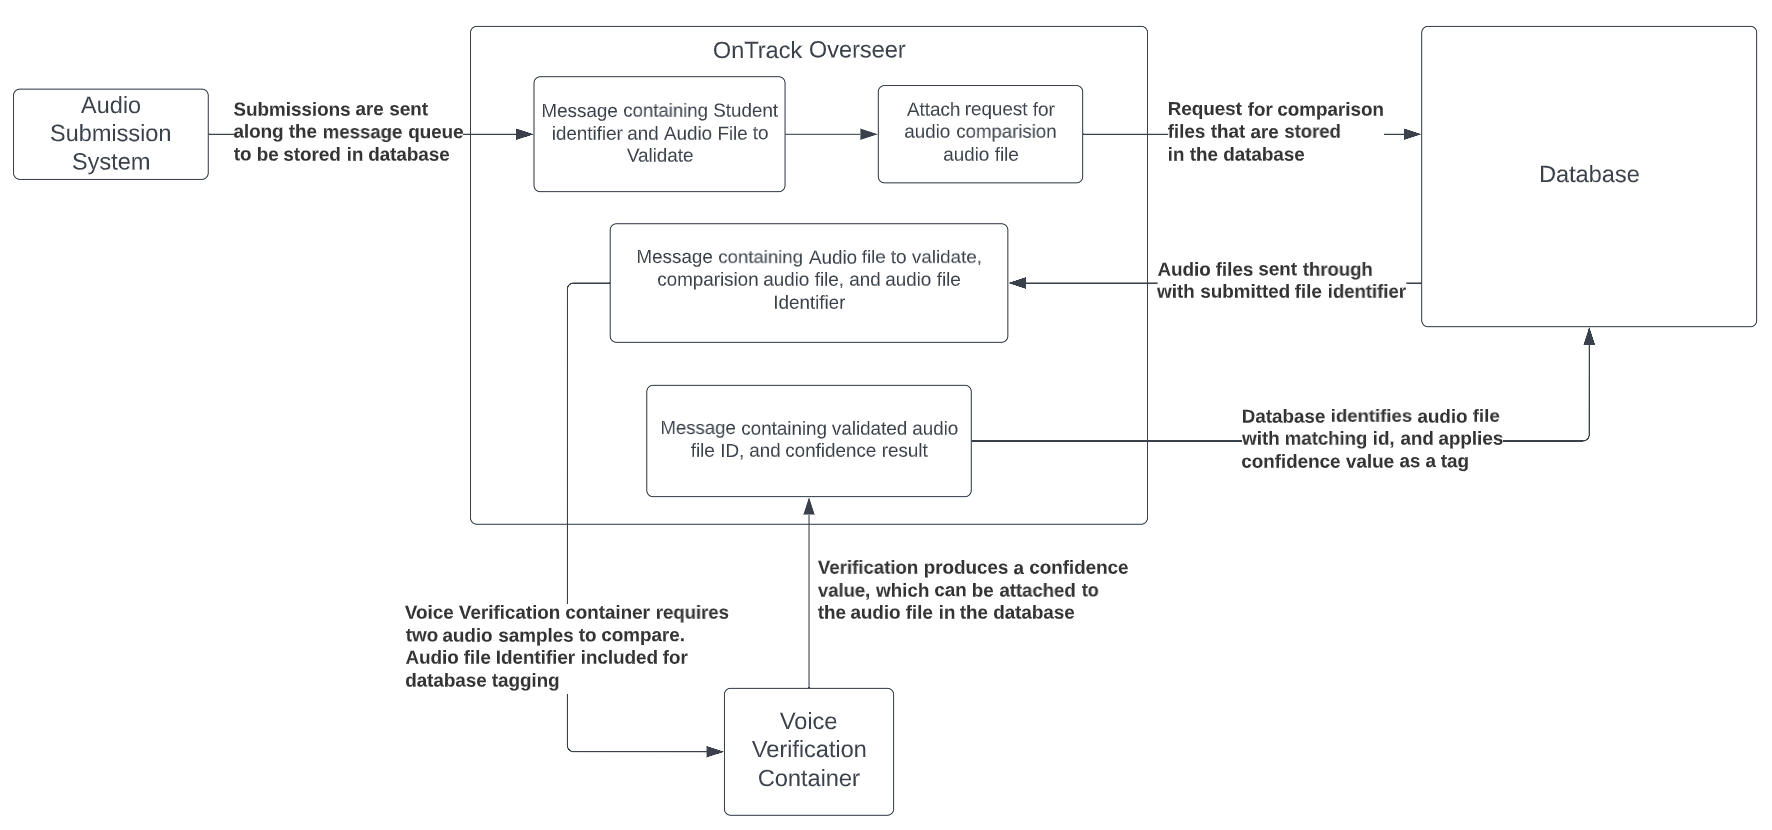 OnTrack Overseer
Audio
Submission
System
Submissions are sent
along the message queue
to be stored in database
Message containing Student
identifier and Audio File to
Validate
Attach request for
audio comparision
audio file
Request for comparison
files that are stored
in the database
Database
Message containing Audio file to validate,
comparision audio file, and audio file
Identifier
Audio files sent through
with submitted file identifier
Message containing validated audio
file ID, and confidence result
Database identifies audio file
with matching id, and applies
confidence value as a tag
Verification produces a confidence
value, which can be attached to
the audio file in the database
Voice Verification container requires
two audio samples to compare.
Audio file Identifier included for
database tagging
Voice
Verification
Container